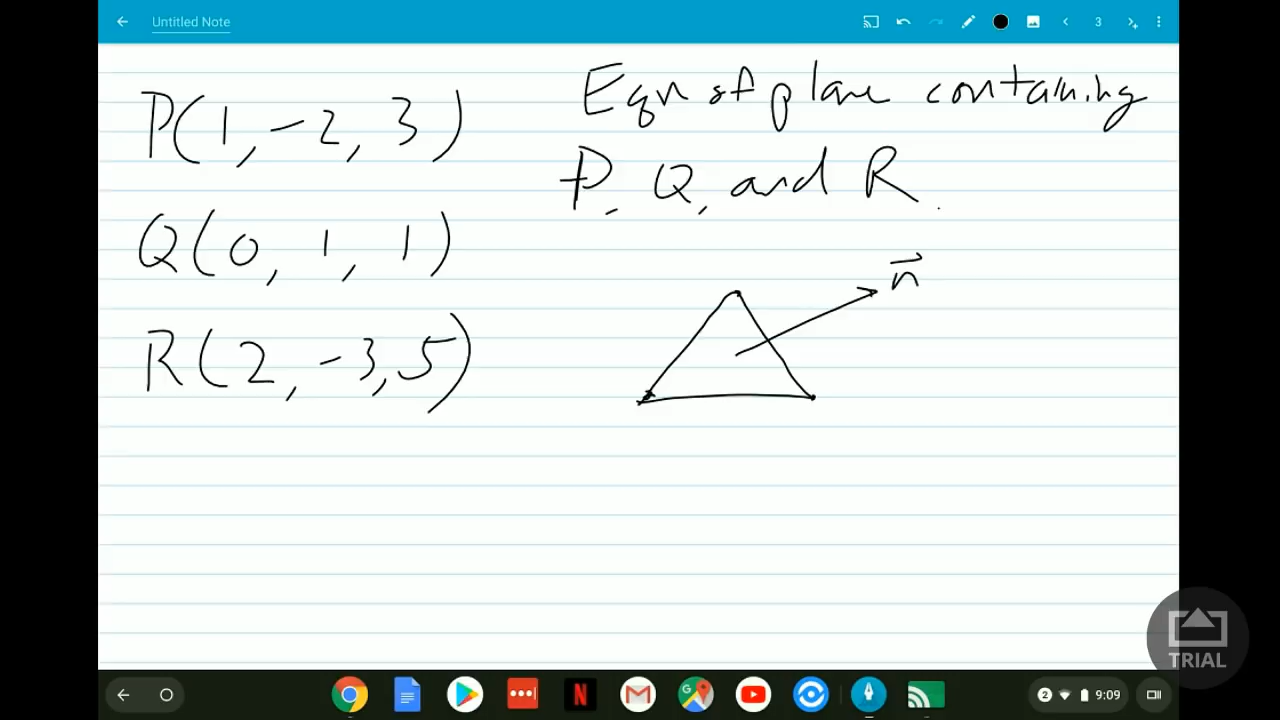 Untitled Note
3
P(1, -2, 3)
Eqn of plane containing
P, Q, and R.
Q(0, 1, 1)
n
R(2, -3, 5)
TRIAL
2
9:09